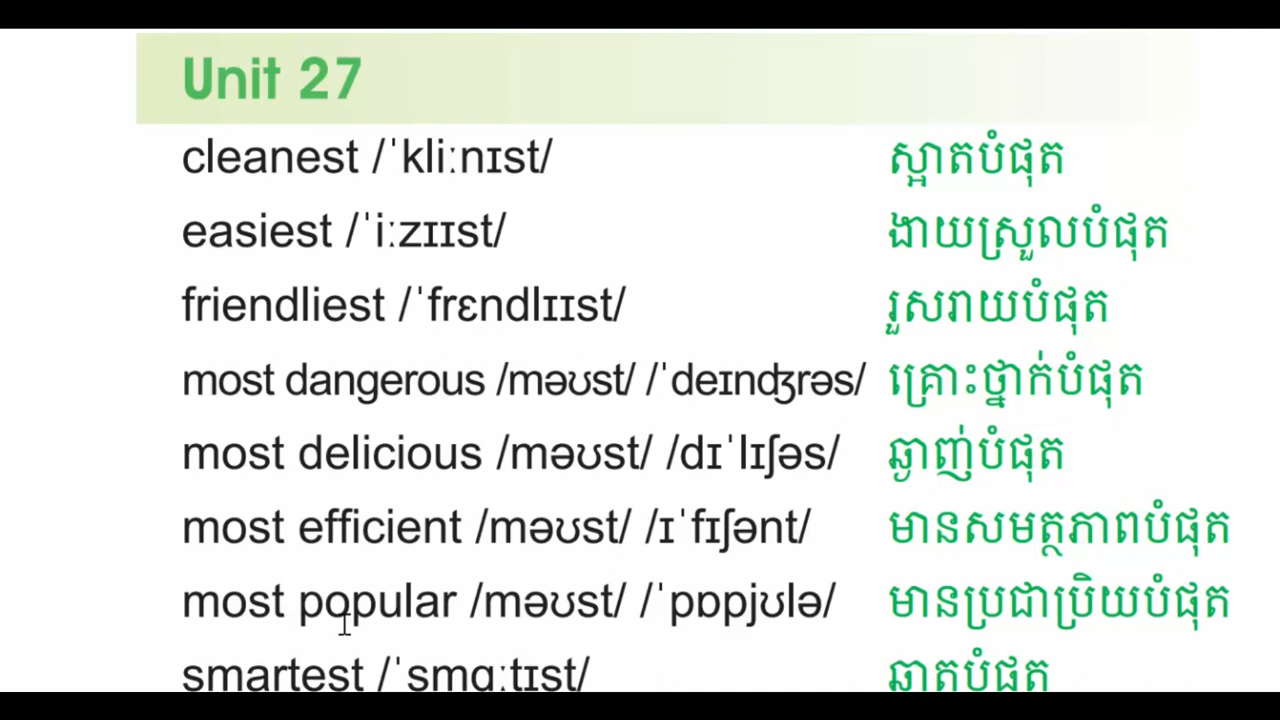 Unit 27
cleanest /ˈkliːnɪst/ ស្អាតបំផុត
easiest /ˈiːzɪɪst/ ងាយស្រួលបំផុត
friendliest /ˈfrɛndlɪɪst/ រួសរាយបំផុត
most dangerous /məʊst/ /ˈdeɪnʤrəs/ គ្រោះថ្នាក់បំផុត
most delicious /məʊst/ /dɪˈlɪʃəs/ ឆ្ងាញ់បំផុត
most efficient /məʊst/ /ɪˈfɪʃənt/ មានសមត្ថភាពបំផុត
most popular /məʊst/ /ˈpɒpjʊlə/ មានប្រជាប្រិយបំផុត
smartest /ˈsmɑːtɪst/ ឆ្លាតបំផុត